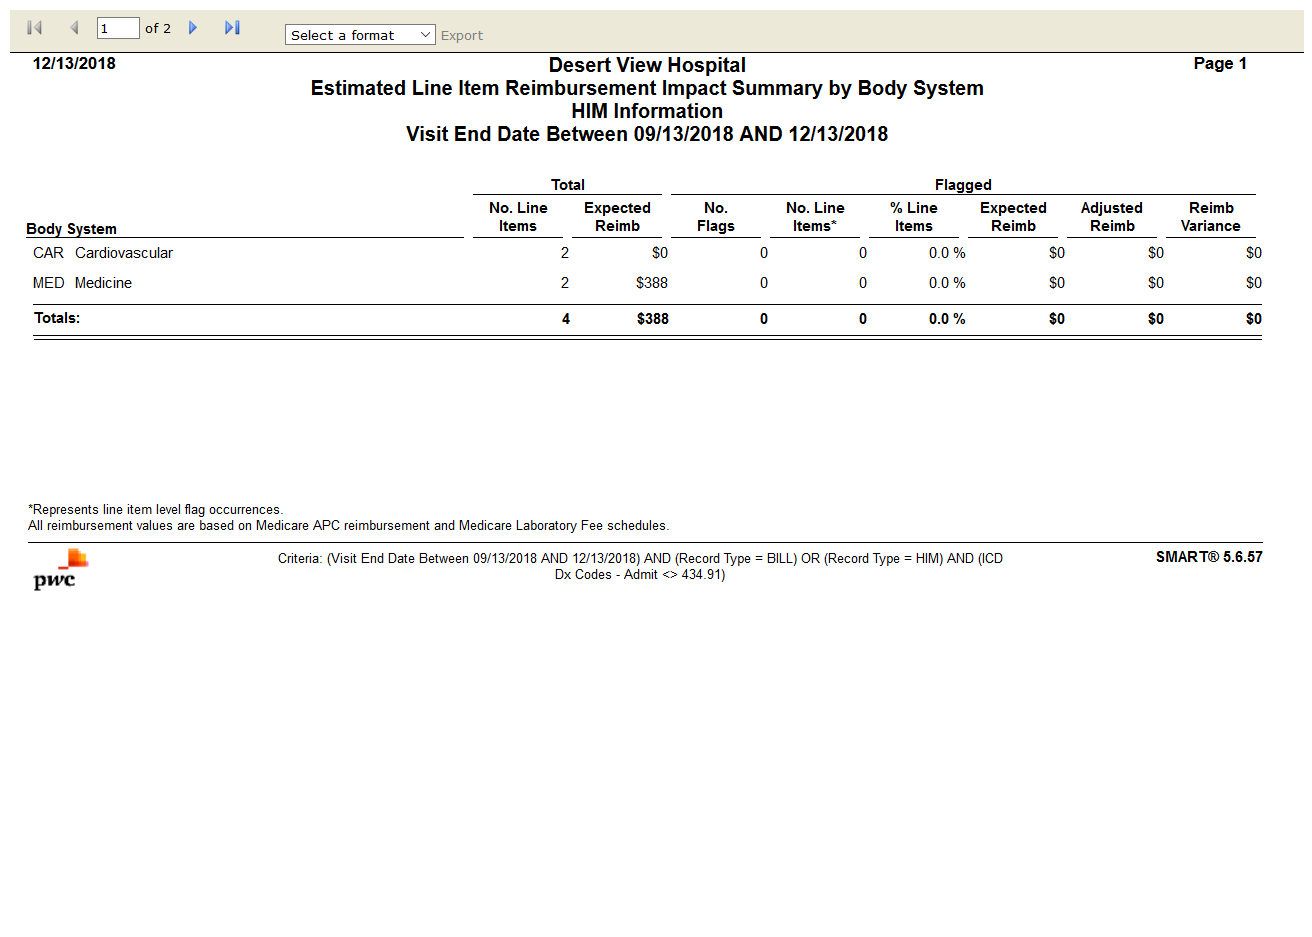 1 of 2 Select a format Export
12/13/2018 Desert View Hospital Page 1
Estimated Line Item Reimbursement Impact Summary by Body System
HIM Information
Visit End Date Between 09/13/2018 AND 12/13/2018
Total Flagged
No. Line Expected No. No. Line % Line Expected Adjusted Reimb
Body System Items Reimb Flags Items* Items Reimb Reimb Variance
CAR Cardiovascular 2 $0 0 0 0.0 % $0 $0 $0
MED Medicine 2 $388 0 0 0.0 % $0 $0 $0
Totals: 4 $388 0 0 0.0 % $0 $0 $0
*Represents line item level flag occurrences.
All reimbursement values are based on Medicare APC reimbursement and Medicare Laboratory Fee schedules.
pwc Criteria: (Visit End Date Between 09/13/2018 AND 12/13/2018) AND (Record Type = BILL) OR (Record Type = HIM) AND (ICD SMART® 5.6.57
Dx Codes - Admit <> 434.91)